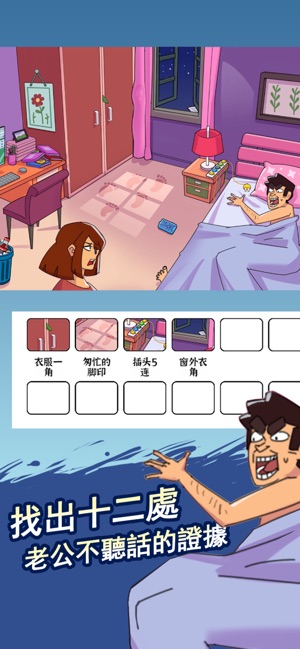 衣服一角
匆忙的脚印
插头5连
窗外衣角
找出十二處
老公不聽話的證據